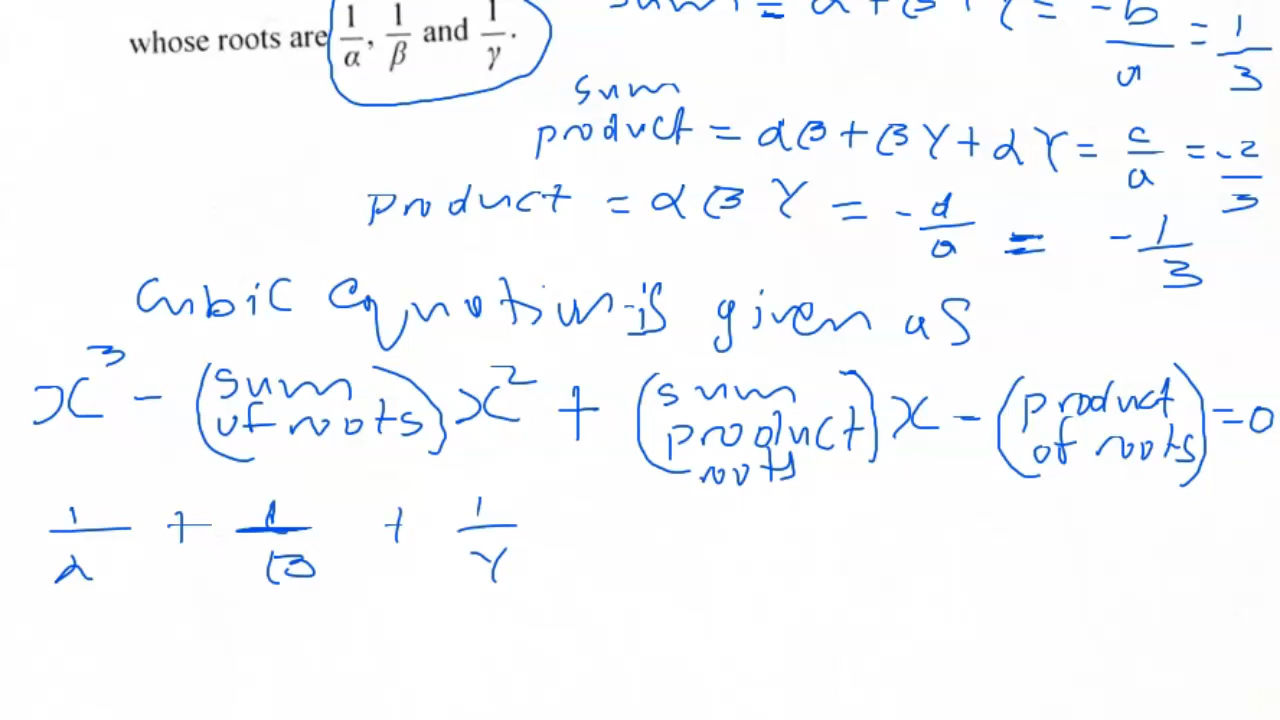 sum = α + β + γ = -b/a = 1/3
whose roots are 1/α, 1/β and 1/γ.
sum
product = αβ + βγ + αγ = c/a = -2/3
product = αβγ = -d/a = -1/3
Cubic equation is given as
x³ - (sum of roots)x² + (sum product roots)x - (product of roots) = 0
1/α + 1/β + 1/γ